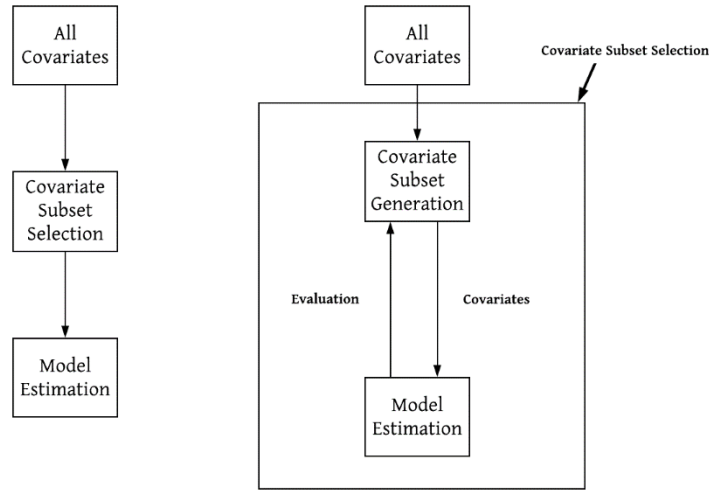 All
Covariates
Covariate
Subset
Selection
Model
Estimation
All
Covariates
Covariate Subset Selection
Covariate
Subset
Generation
Evaluation
Covariates
Model
Estimation